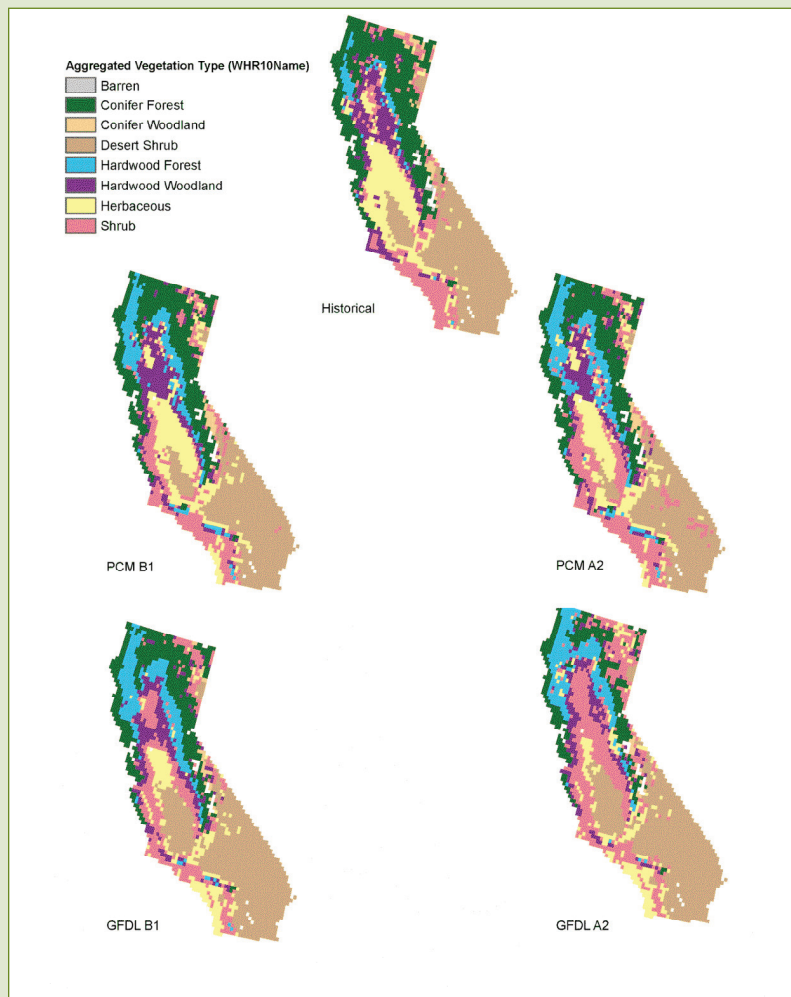 Aggregated Vegetation Type (WHR10Name)
Barren
Conifer Forest
Conifer Woodland
Desert Shrub
Hardwood Forest
Hardwood Woodland
Herbaceous
Shrub
Historical
PCM B1
PCM A2
GFDL B1
GFDL A2